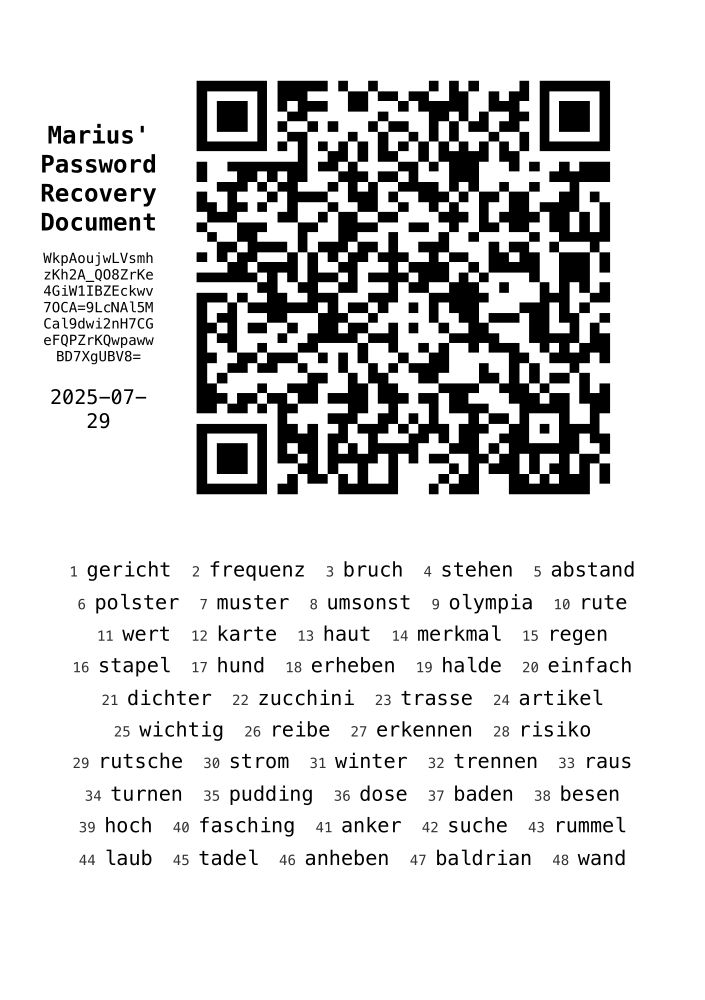 Marius'
Password
Recovery
Document
WkpAoujwLVsmh
zKh2A_QO8ZrKe
4GiW1IBZEckwv
7OCA=9LcNAl5M
Cal9dwi2nH7CG
eFQPZrKQwpaww
BD7XgUBV8=
2025-07-
29
1 gericht 2 frequenz 3 bruch 4 stehen 5 abstand
6 polster 7 muster 8 umsonst 9 olympia 10 rute
11 wert 12 karte 13 haut 14 merkmal 15 regen
16 stapel 17 hund 18 erheben 19 halde 20 einfach
21 dichter 22 zucchini 23 trasse 24 artikel
25 wichtig 26 reibe 27 erkennen 28 risiko
29 rutsche 30 strom 31 winter 32 trennen 33 raus
34 turnen 35 pudding 36 dose 37 baden 38 besen
39 hoch 40 fasching 41 anker 42 suche 43 rummel
44 laub 45 tadel 46 anheben 47 baldrian 48 wand